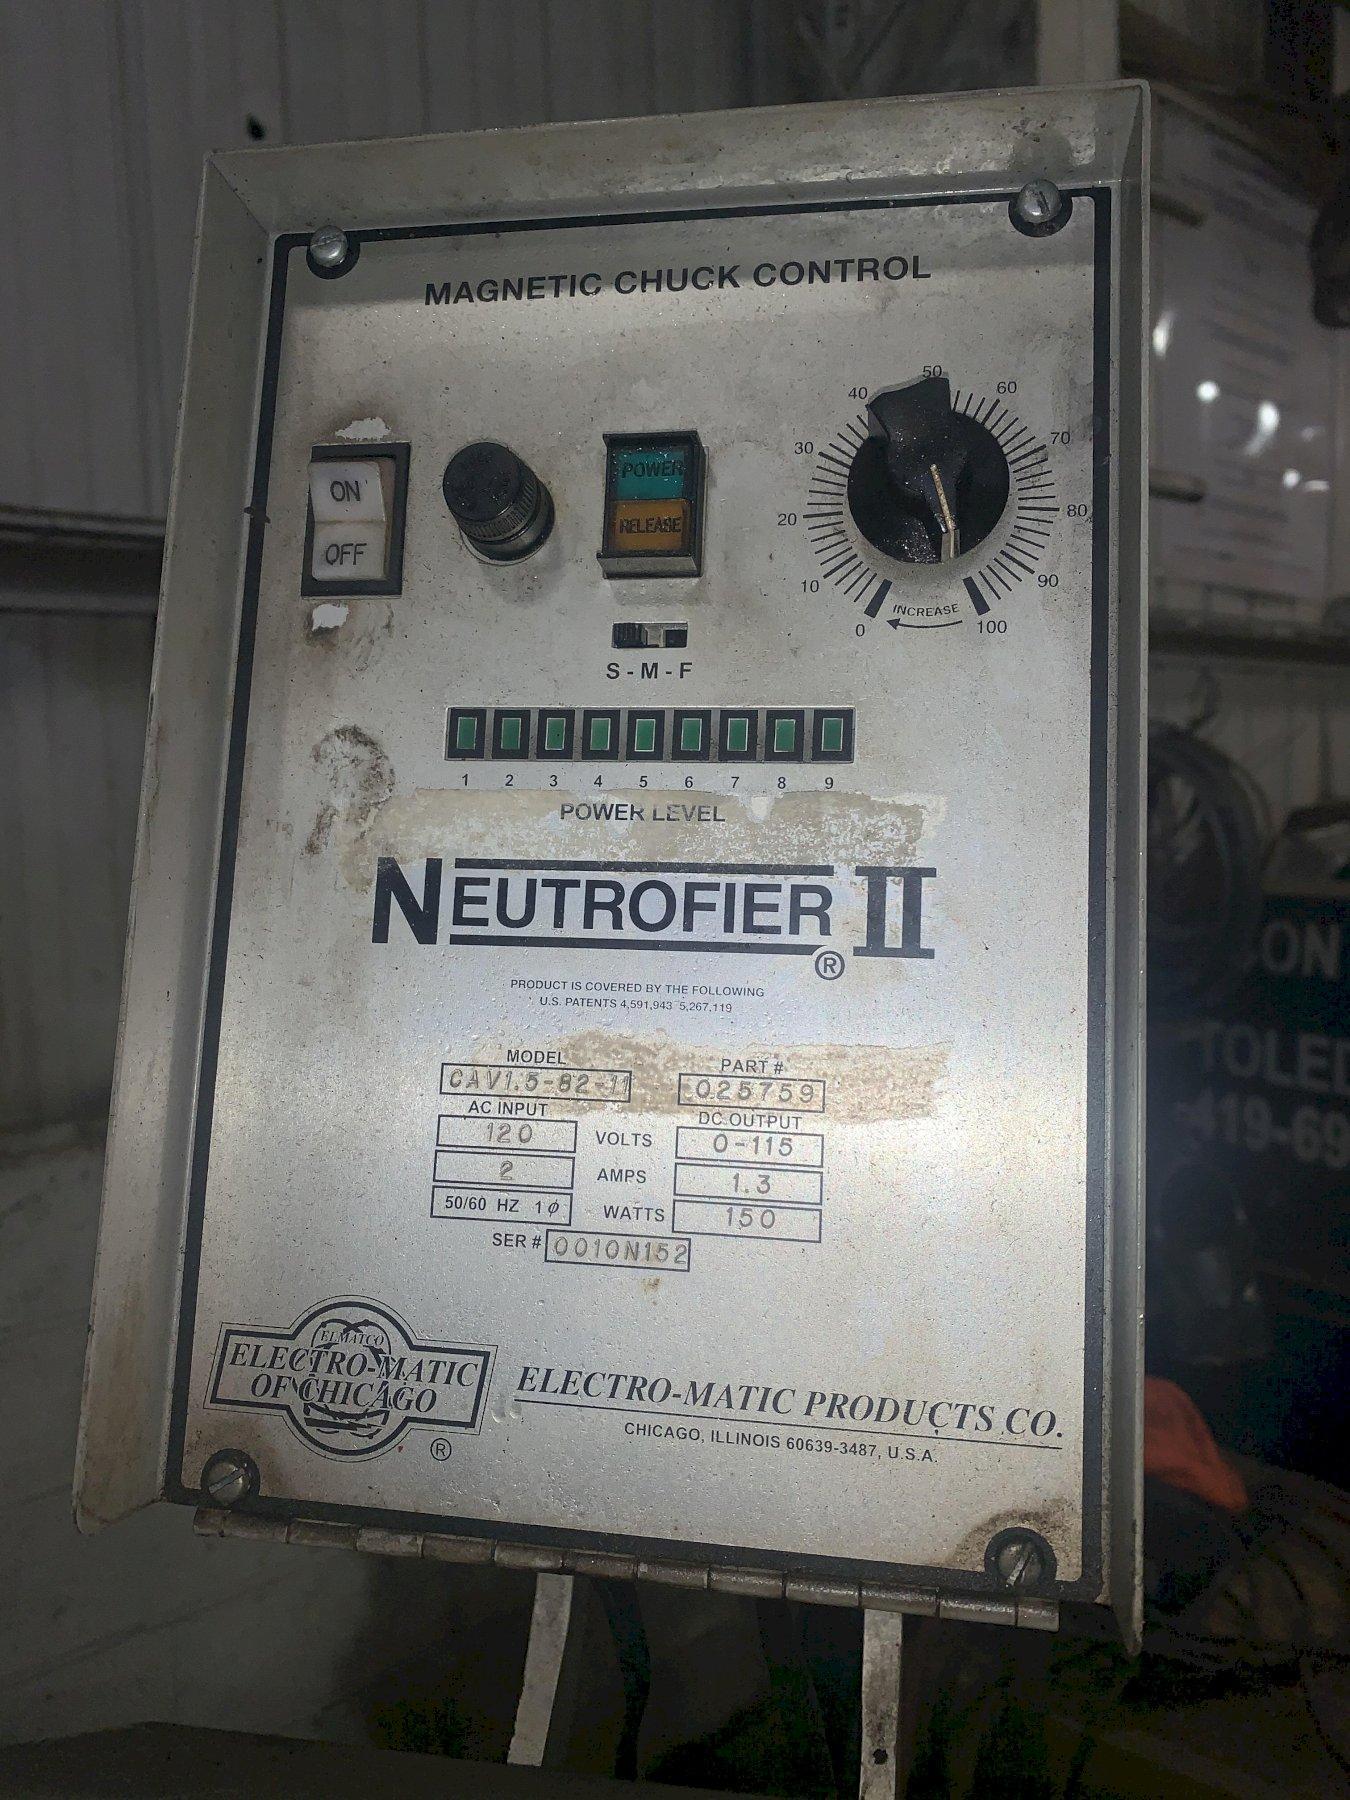 MAGNETIC CHUCK CONTROL
50
40 60
30 70
20 80
10 90
0 INCREASE 100
ON
OFF
POWER
RELEASE
S - M - F
1 2 3 4 5 6 7 8 9
POWER LEVEL
NEUTROFIER II
®
PRODUCT IS COVERED BY THE FOLLOWING
U.S. PATENTS 4,591,943 5,267,119
MODEL PART #
CAV1.5-82-11 025759
AC INPUT DC OUTPUT
120 VOLTS 0-115
2 AMPS 1.3
50/60 HZ 1ø WATTS 150
SER # 0010N152
ELMATCO
ELECTRO-MATIC
OF CHICAGO
®
ELECTRO-MATIC PRODUCTS CO.
CHICAGO, ILLINOIS 60639-3487, U.S.A.
ON